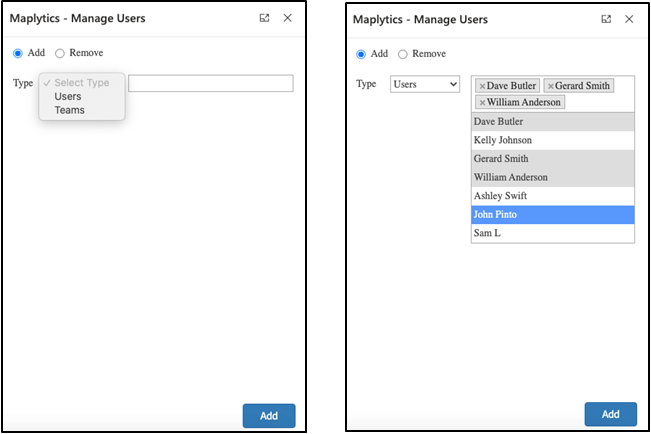 Maplytics - Manage Users
Add Remove
Type Select Type
Users
Teams
Add
Maplytics - Manage Users
Add Remove
Type Users ×Dave Butler ×Gerard Smith
×William Anderson
Dave Butler
Kelly Johnson
Gerard Smith
William Anderson
Ashley Swift
John Pinto
Sam L
Add